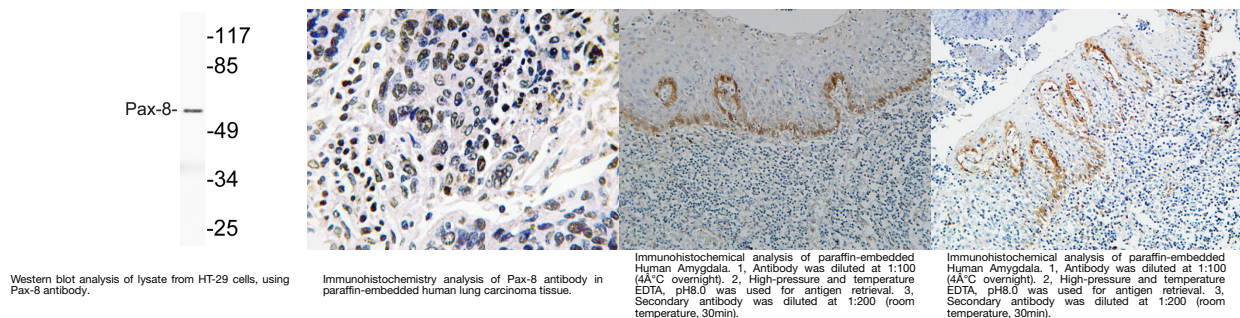 -117
-85
Pax-8-
-49
-34
-25
Western blot analysis of lysate from HT-29 cells, using
Pax-8 antibody.
Immunohistochemistry analysis of Pax-8 antibody in
paraffin-embedded human lung carcinoma tissue.
Immunohistochemical analysis of paraffin-embedded
Human Amygdala. 1, Antibody was diluted at 1:100
(4Â°C overnight). 2, High-pressure and temperature
EDTA, pH8.0 was used for antigen retrieval. 3,
Secondary antibody was diluted at 1:200 (room
temperature, 30min).
Immunohistochemical analysis of paraffin-embedded
Human Amygdala. 1, Antibody was diluted at 1:100
(4Â°C overnight). 2, High-pressure and temperature
EDTA, pH8.0 was used for antigen retrieval. 3,
Secondary antibody was diluted at 1:200 (room
temperature, 30min).